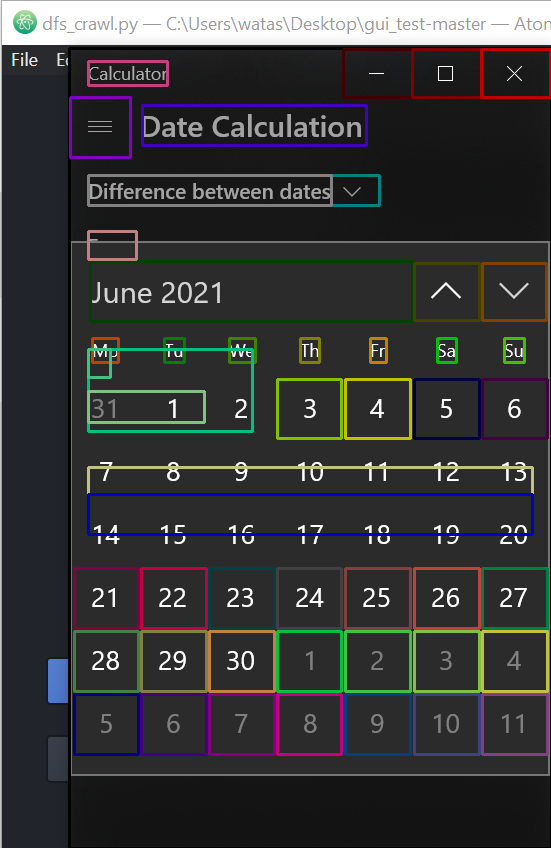 dfs_crawl.py — C:\Users\watas\Desktop\gui_test-master — Aton
File
Calculator
Date Calculation
Difference between dates
June 2021
Mo Tu We Th Fr Sa Su
31 1 2 3 4 5 6
7 8 9 10 11 12 13
14 15 16 17 18 19 20
21 22 23 24 25 26 27
28 29 30 1 2 3 4
5 6 7 8 9 10 11